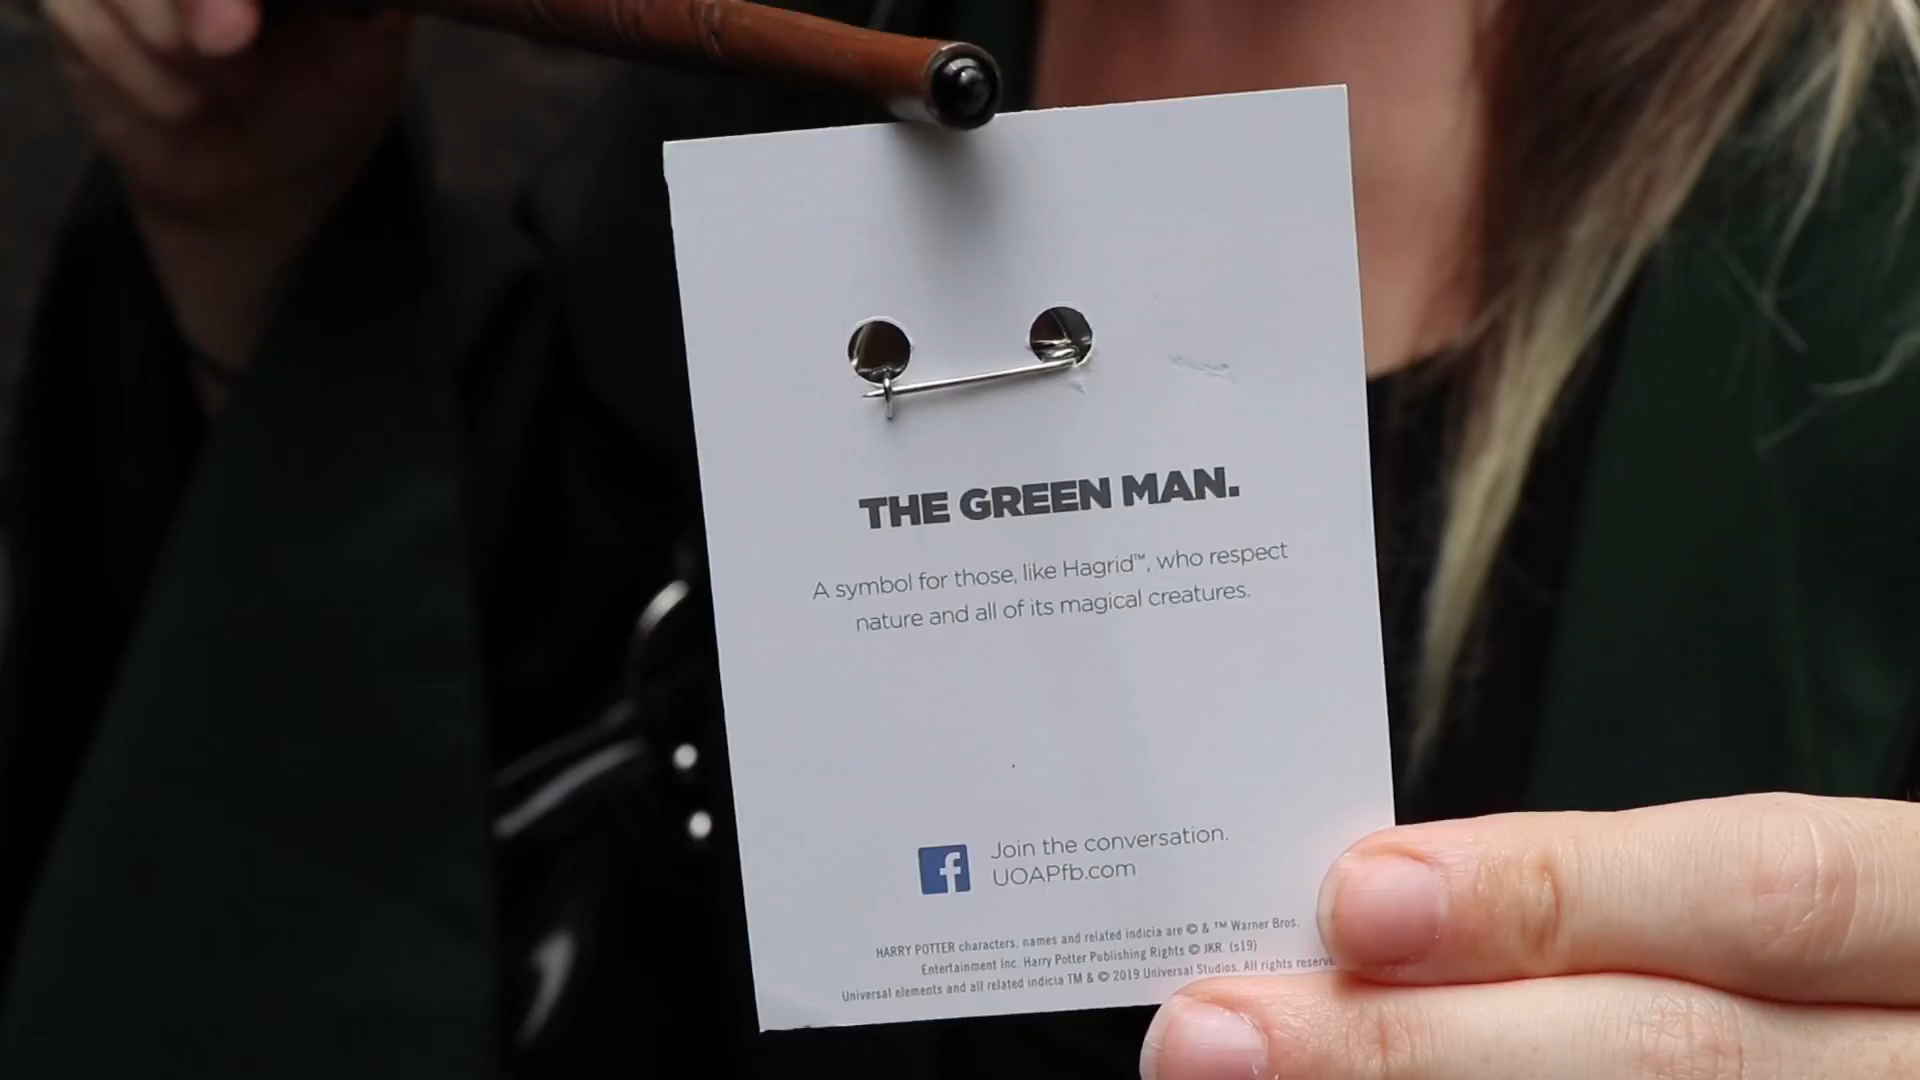 THE GREEN MAN.
A symbol for those, like Hagrid™, who respect
nature and all of its magical creatures.
f
Join the conversation.
UOAPfb.com
HARRY POTTER characters, names and related indicia are © & ™ Warner Bros.
Entertainment Inc. Harry Potter Publishing Rights © JKR. (s19)
Universal elements and all related indicia TM & © 2019 Universal Studios. All rights